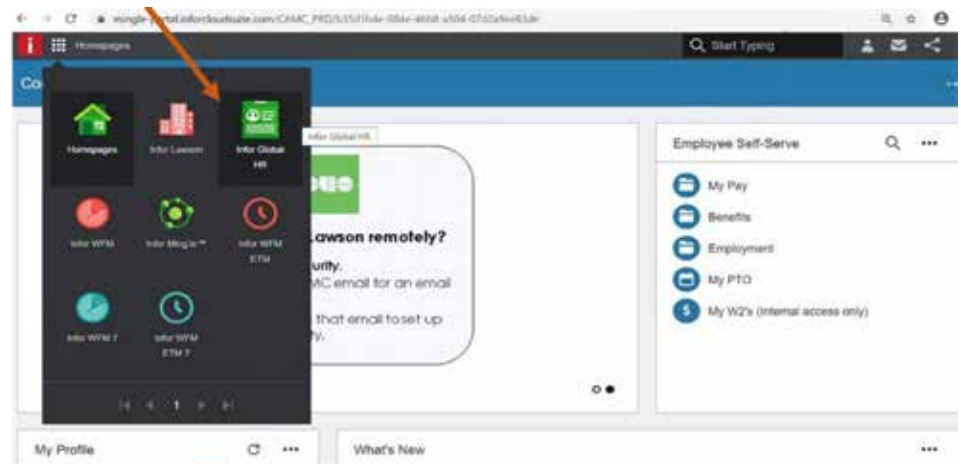 Homepages
Start Typing
Co
Homepages
Infor Lawson
Infor Global
HR
Infor Global HR
Infor WFM
Infor Ming.le™
Infor WFM
ETM
Infor WFM 7
Infor WFM
ETM 7
1
awson remotely?
urity.
MC email for an email
that email to set up
y.
Employee Self-Serve
My Pay
Benefits
Employment
My PTO
My W2's (Internal access only)
My Profile
What's New